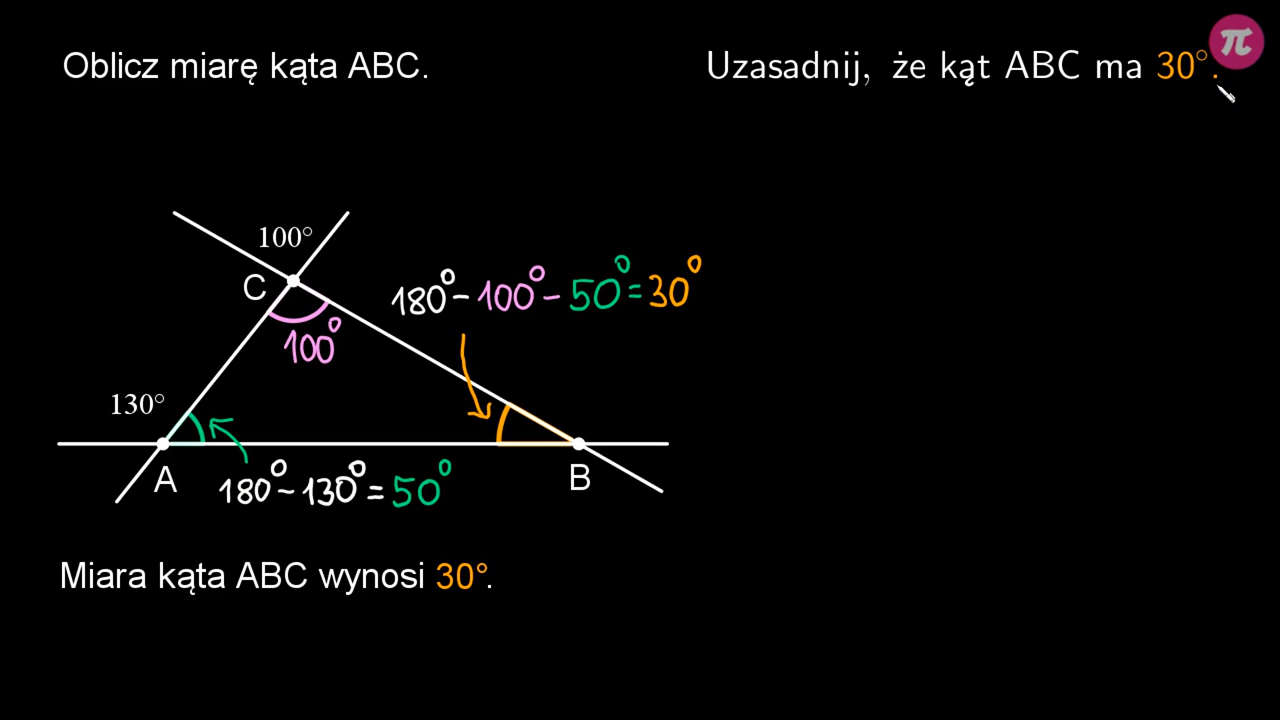 Oblicz miarę kąta ABC.
Uzasadnij, że kąt ABC ma 30°.
π
100°
C
180° - 100° - 50° = 30°
100°
130°
A
B
180° - 130° = 50°
Miara kąta ABC wynosi 30°.